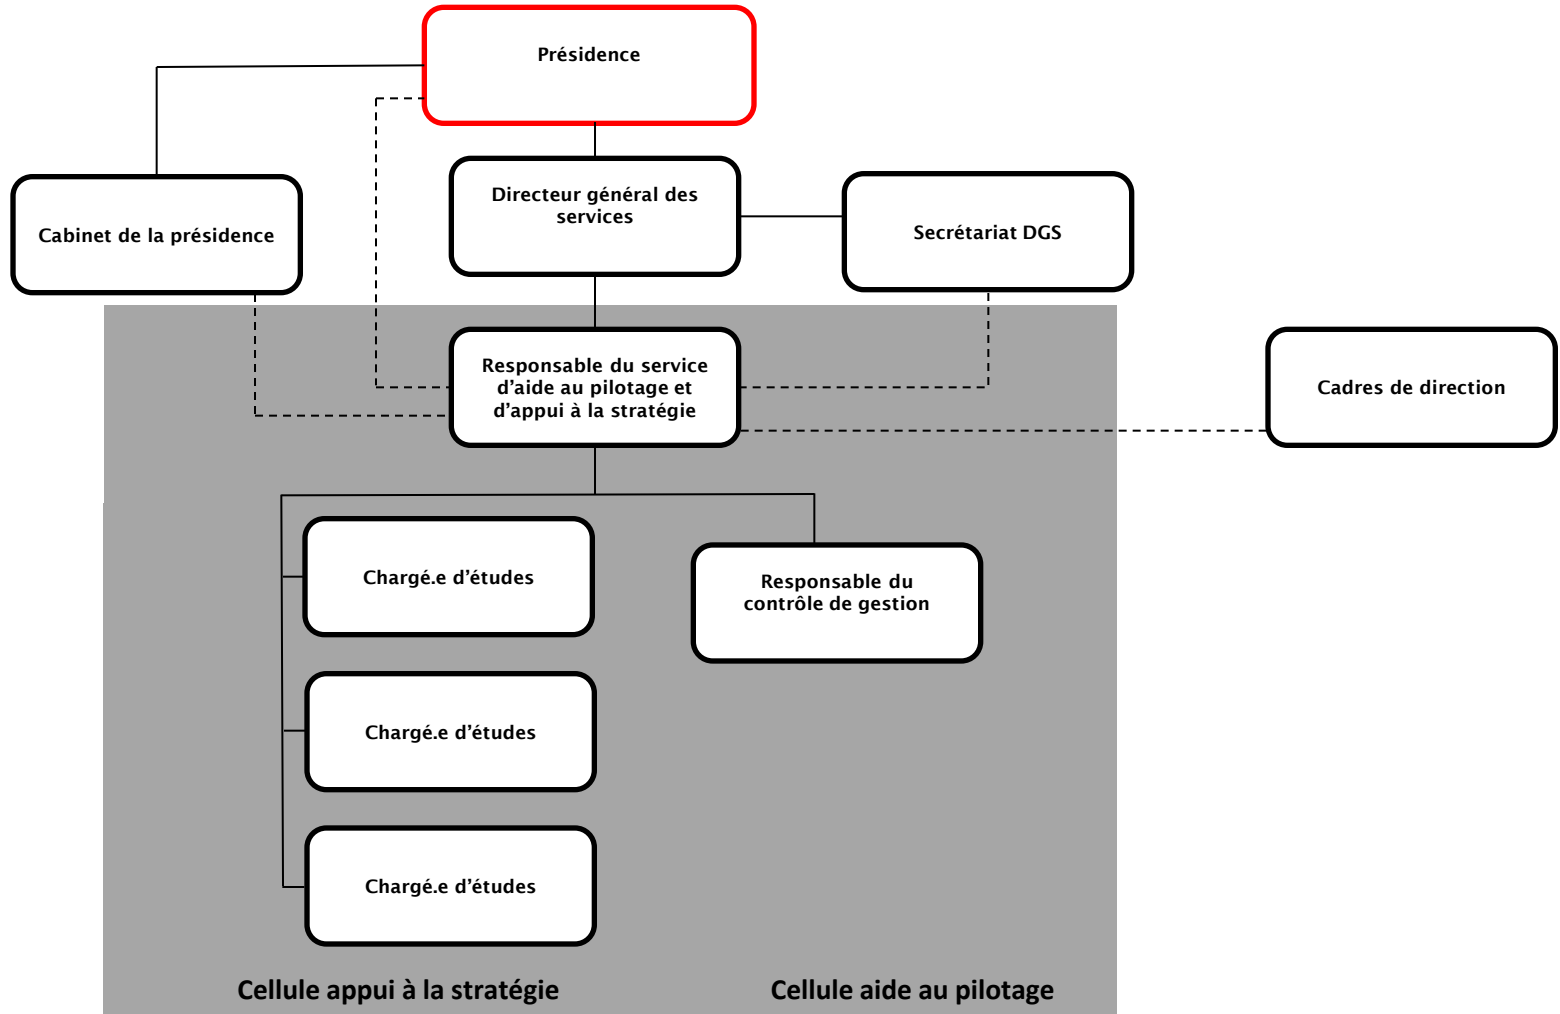 Présidence
Directeur général des
services
Cabinet de la présidence
Secrétariat DGS
Responsable du service
d’aide au pilotage et
d’appui à la stratégie
Cadres de direction
Chargé.e d’études
Responsable du
contrôle de gestion
Chargé.e d’études
Chargé.e d’études
Cellule appui à la stratégie
Cellule aide au pilotage